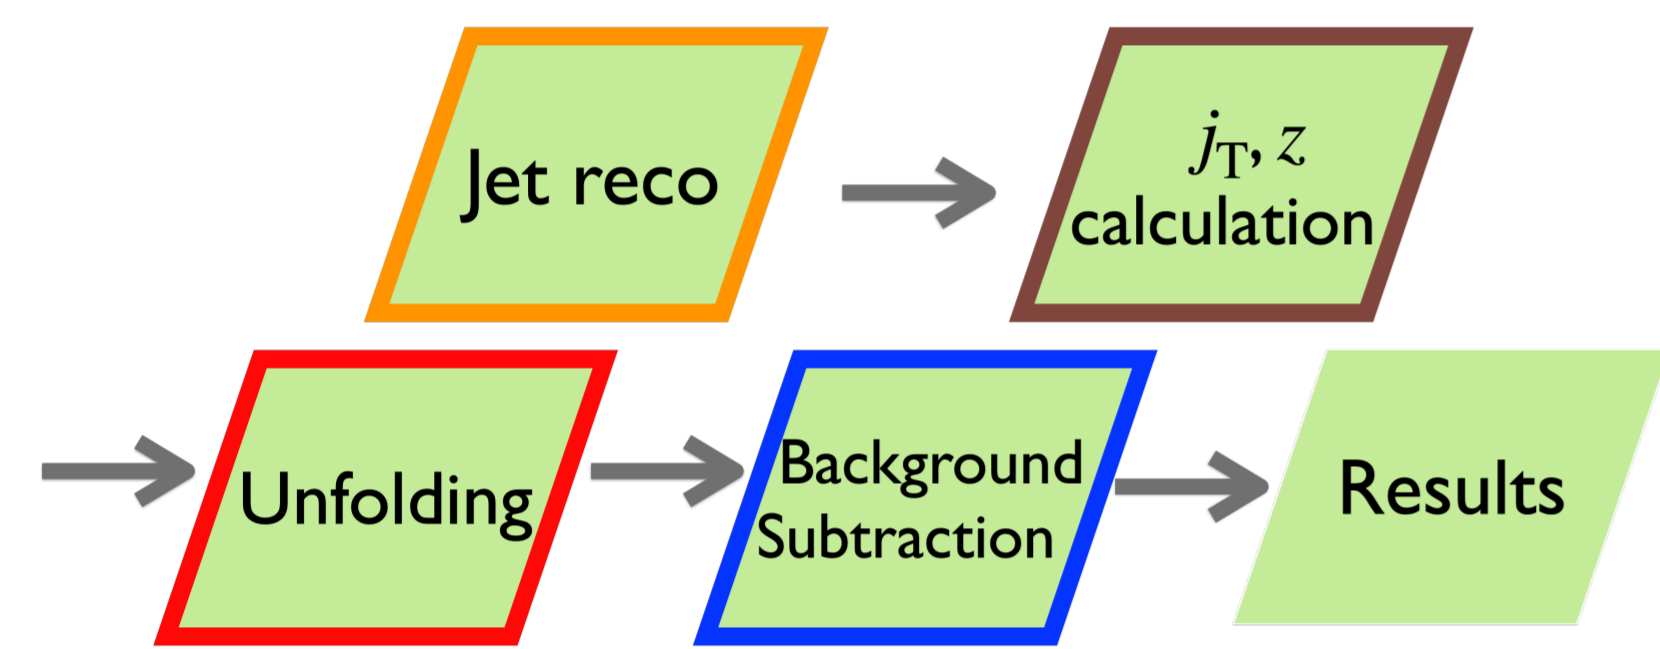 Jet reco
jT, z
calculation
Unfolding
Background
Subtraction
Results